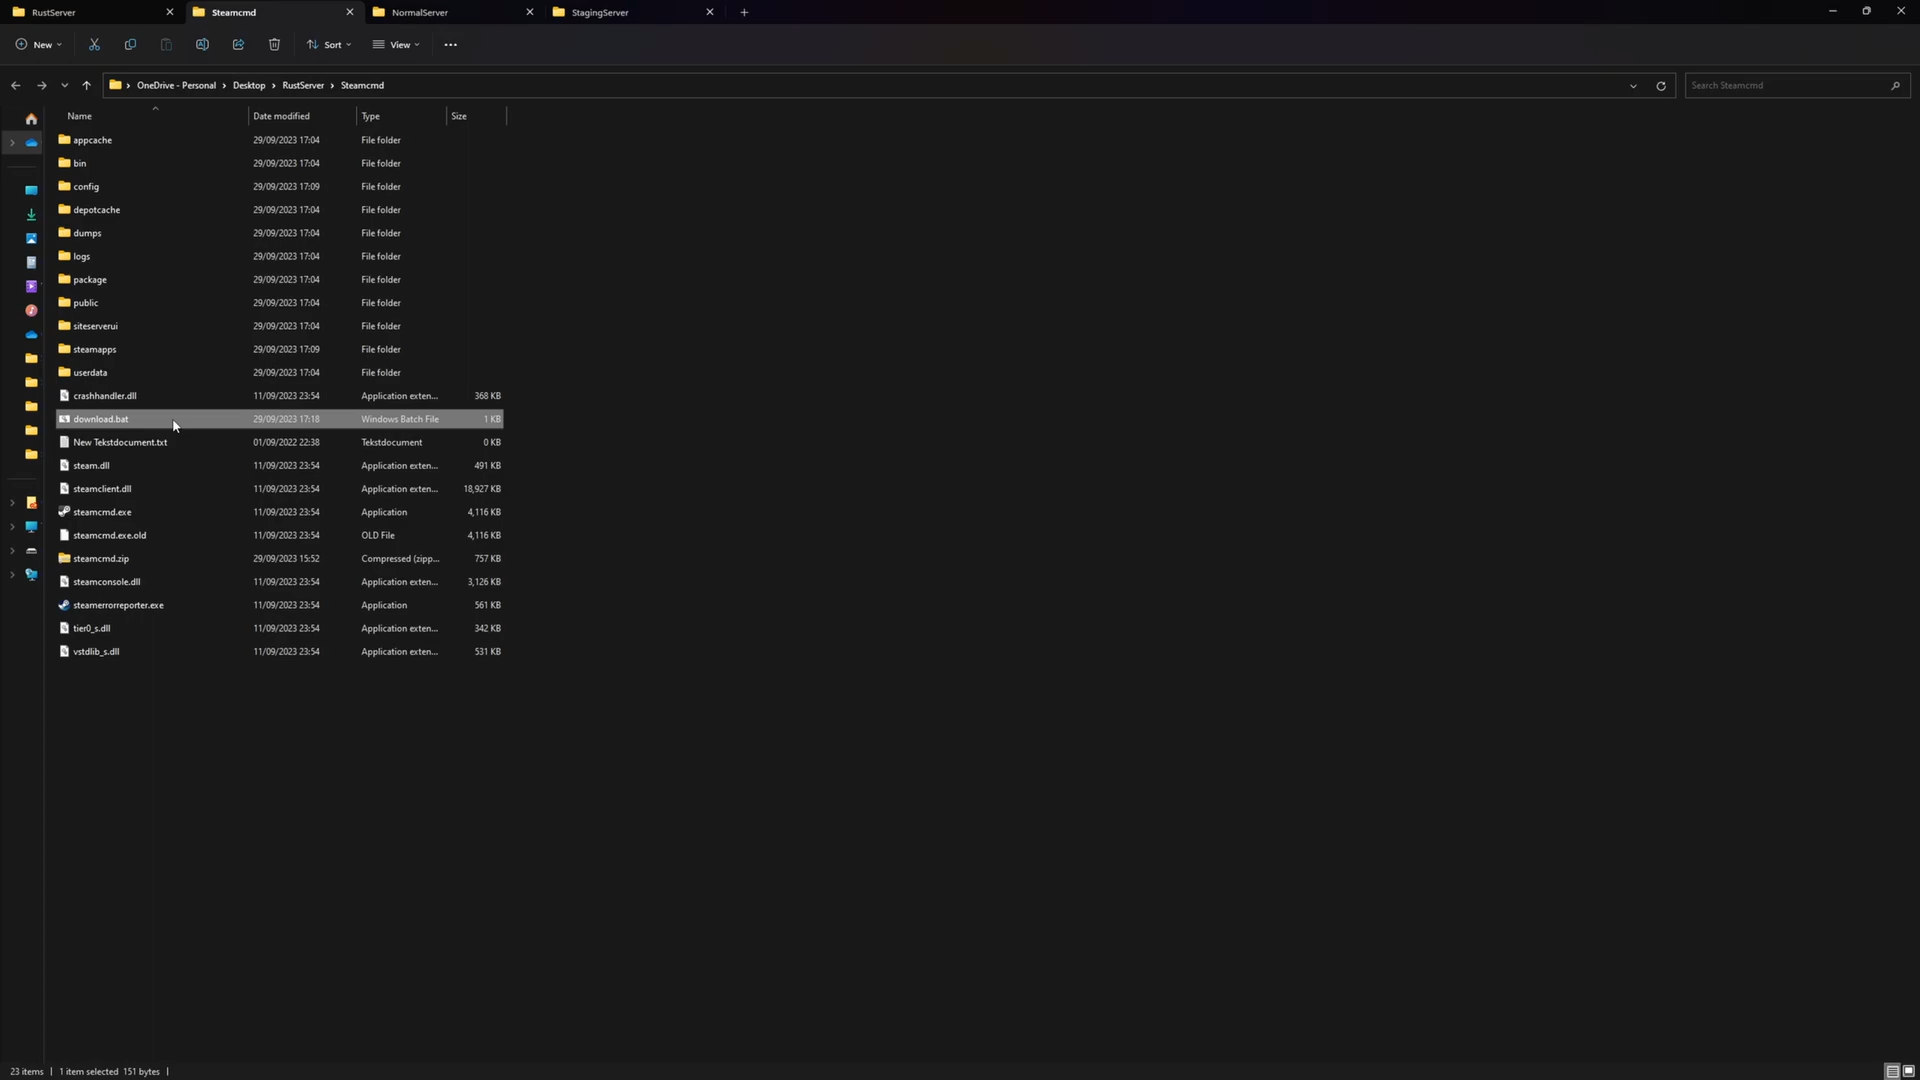 RustServer
Steamcmd
NormalServer
StagingServer
New
Sort
View
OneDrive - Personal > Desktop > RustServer > Steamcmd
Search Steamcmd
Name Date modified Type Size
appcache 29/09/2023 17:04 File folder
bin 29/09/2023 17:04 File folder
config 29/09/2023 17:09 File folder
depotcache 29/09/2023 17:04 File folder
dumps 29/09/2023 17:04 File folder
logs 29/09/2023 17:04 File folder
package 29/09/2023 17:04 File folder
public 29/09/2023 17:04 File folder
siteserverui 29/09/2023 17:04 File folder
steamapps 29/09/2023 17:09 File folder
userdata 29/09/2023 17:04 File folder
crashhandler.dll 11/09/2023 23:54 Application exten... 368 KB
download.bat 29/09/2023 17:18 Windows Batch File 1 KB
New Tekstdocument.txt 01/09/2022 22:38 Tekstdocument 0 KB
steam.dll 11/09/2023 23:54 Application exten... 491 KB
steamclient.dll 11/09/2023 23:54 Application exten... 18,927 KB
steamcmd.exe 11/09/2023 23:54 Application 4,116 KB
steamcmd.exe.old 11/09/2023 23:54 OLD File 4,116 KB
steamcmd.zip 29/09/2023 15:52 Compressed (zipp... 757 KB
steamconsole.dll 11/09/2023 23:54 Application exten... 3,126 KB
steamerrorreporter.exe 11/09/2023 23:54 Application 561 KB
tier0_s.dll 11/09/2023 23:54 Application exten... 342 KB
vstdlib_s.dll 11/09/2023 23:54 Application exten... 531 KB
23 items | 1 item selected 151 bytes |